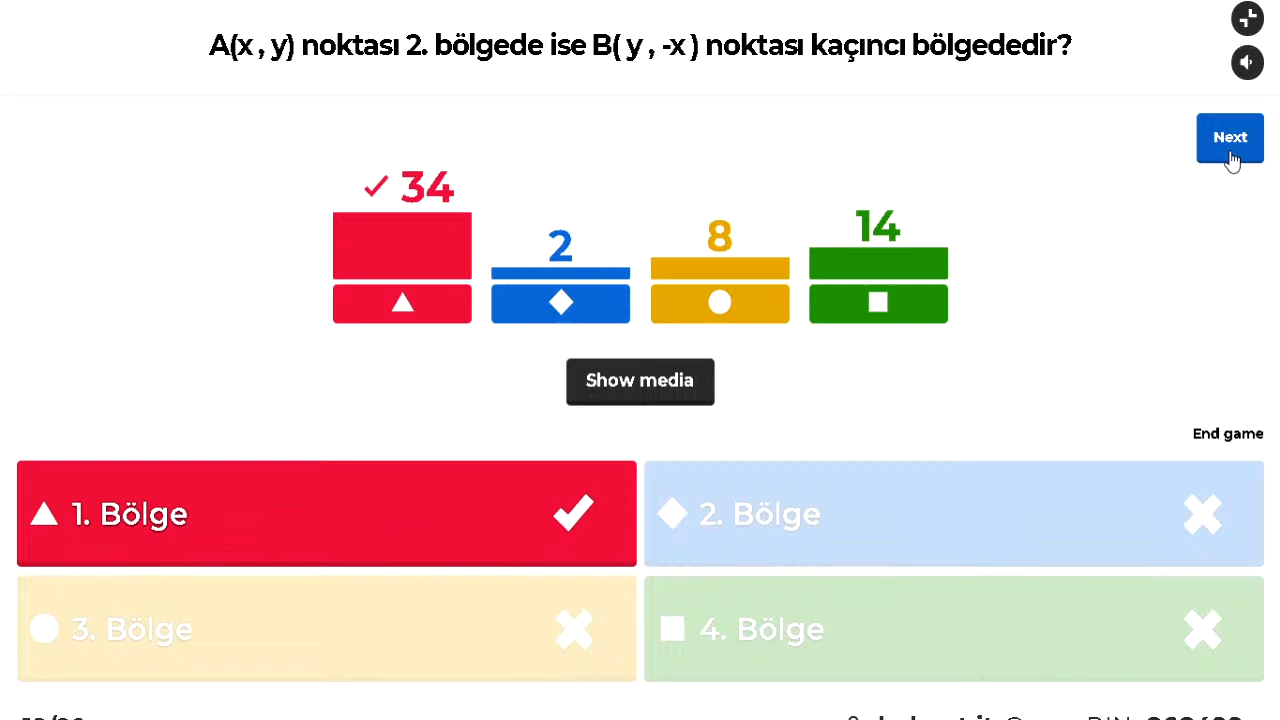 A(x , y) noktası 2. bölgede ise B( y , -x ) noktası kaçıncı bölgededir?
Next
34
2
8
14
Show media
End game
1. Bölge
2. Bölge
3. Bölge
4. Bölge